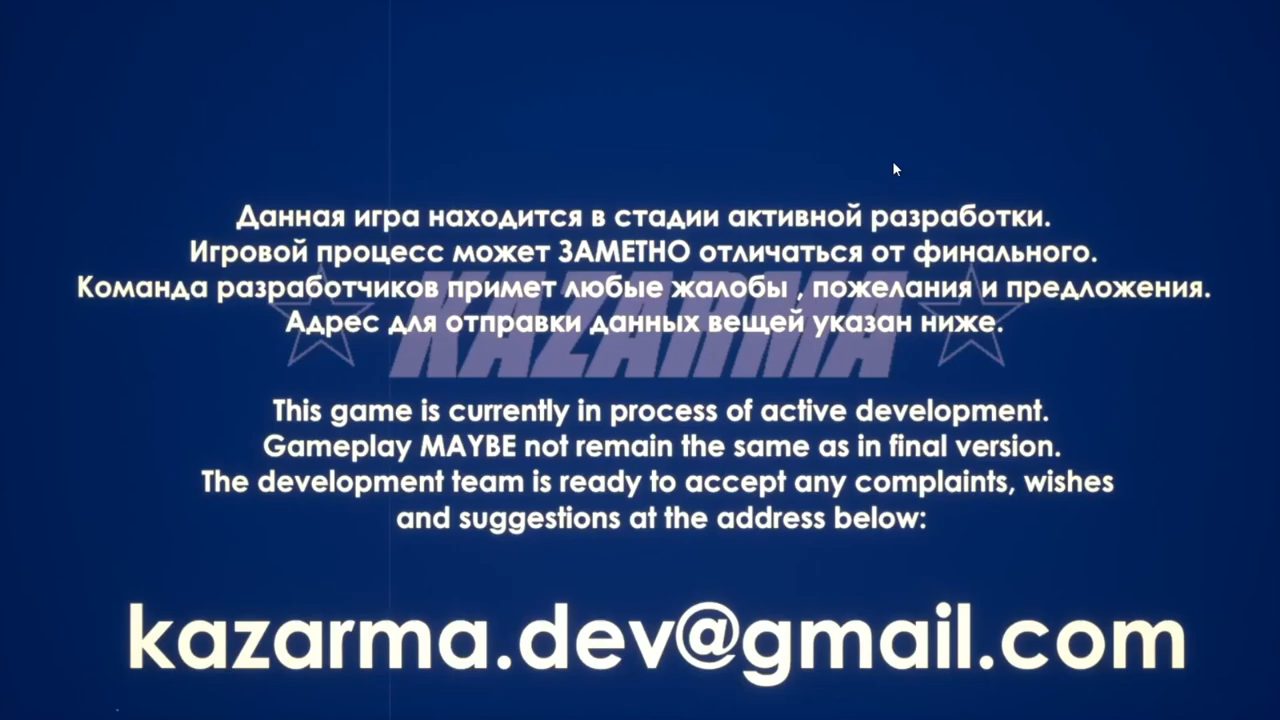 Данная игра находится в стадии активной разработки.
Игровой процесс может ЗАМЕТНО отличаться от финального.
Команда разработчиков примет любые жалобы , пожелания и предложения.
KAZARMA
Адрес для отправки данных вещей указан ниже.
This game is currently in process of active development.
Gameplay MAYBE not remain the same as in final version.
The development team is ready to accept any complaints, wishes
and suggestions at the address below:
kazarma.dev@gmail.com